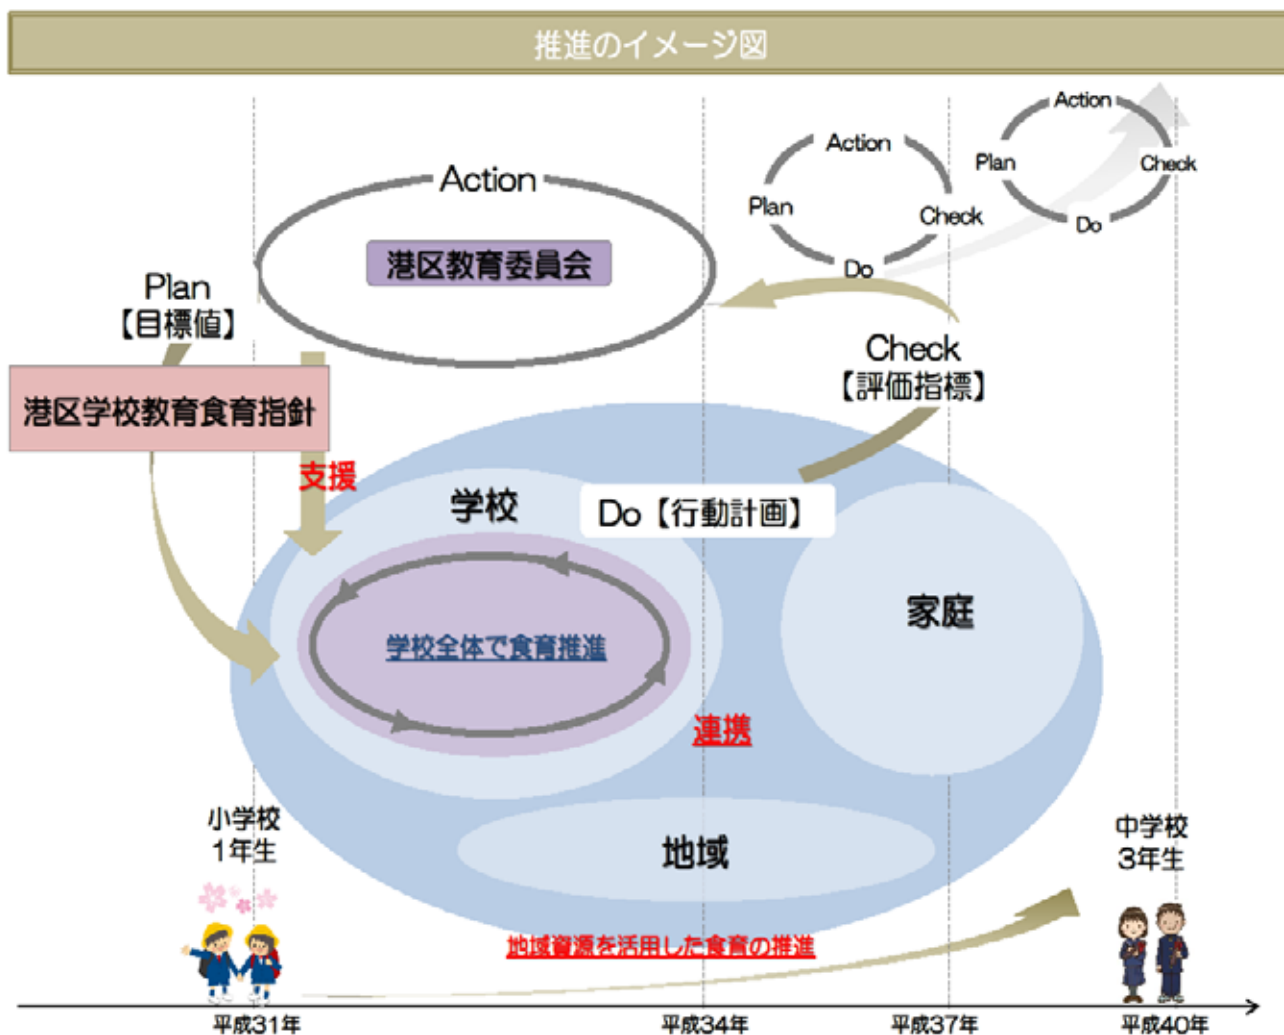 推進のイメージ図
Action
港区教育委員会
Plan
【目標値】
港区学校教育食育指針
支援
Action
Plan
Check
Do
Action
Plan
Check
Do
Check
【評価指標】
学校
Do【行動計画】
家庭
学校全体で食育推進
連携
地域
小学校
1年生
中学校
3年生
地域資源を活用した食育の推進
平成31年
平成34年
平成37年
平成40年